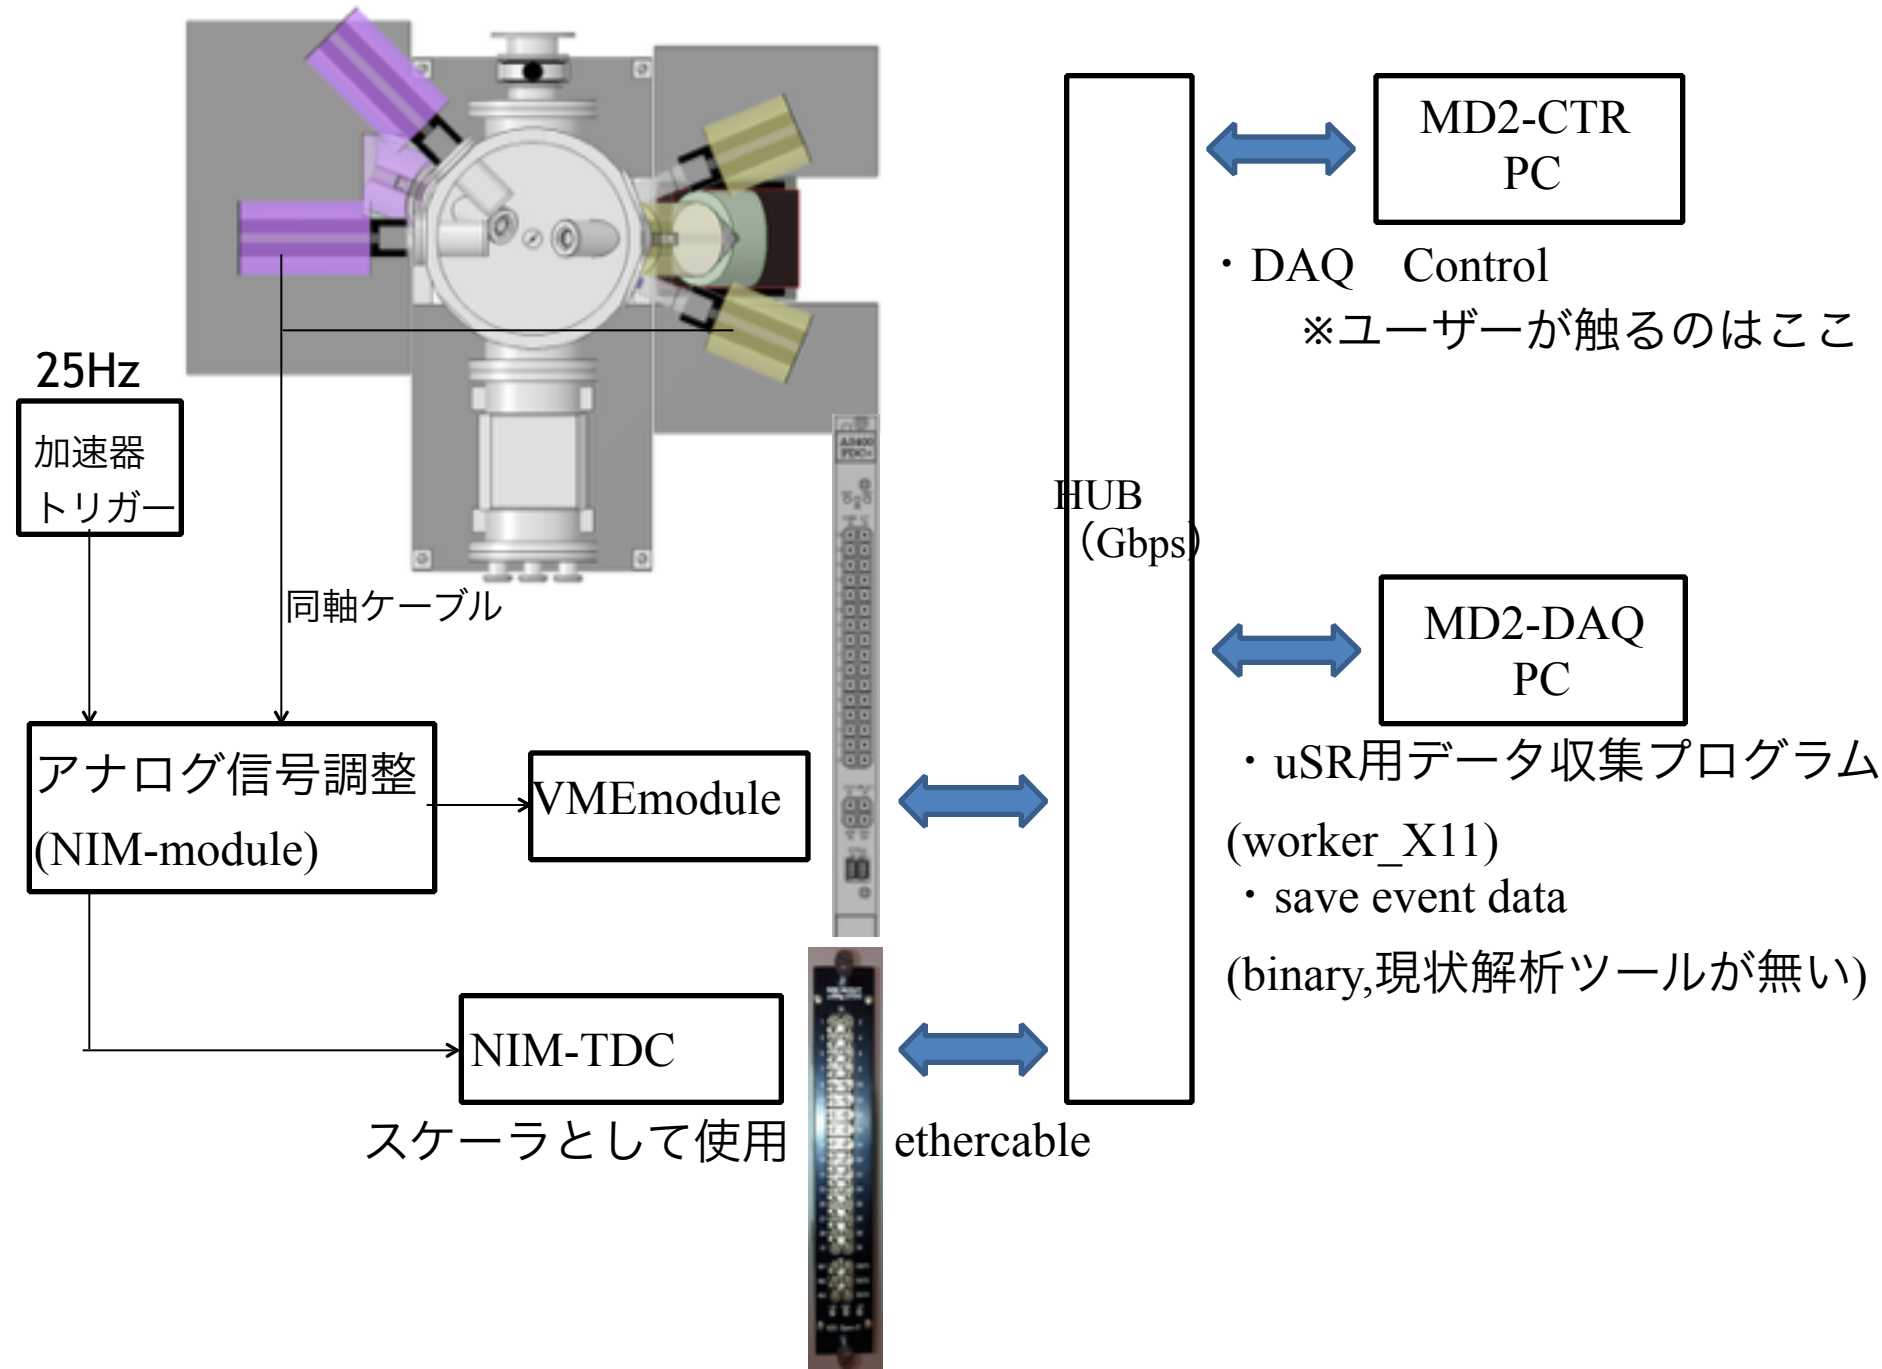 25Hz
加速器
トリガー
同軸ケーブル
アナログ信号調整
(NIM-module)
VMEmodule
NIM-TDC
スケーラとして使用
ethercable
HUB
（Gbps）
MD2-CTR
PC
・DAQ　Control
※ユーザーが触るのはここ
MD2-DAQ
PC
・uSR用データ収集プログラム
(worker_X11)
・save event data
(binary,現状解析ツールが無い)